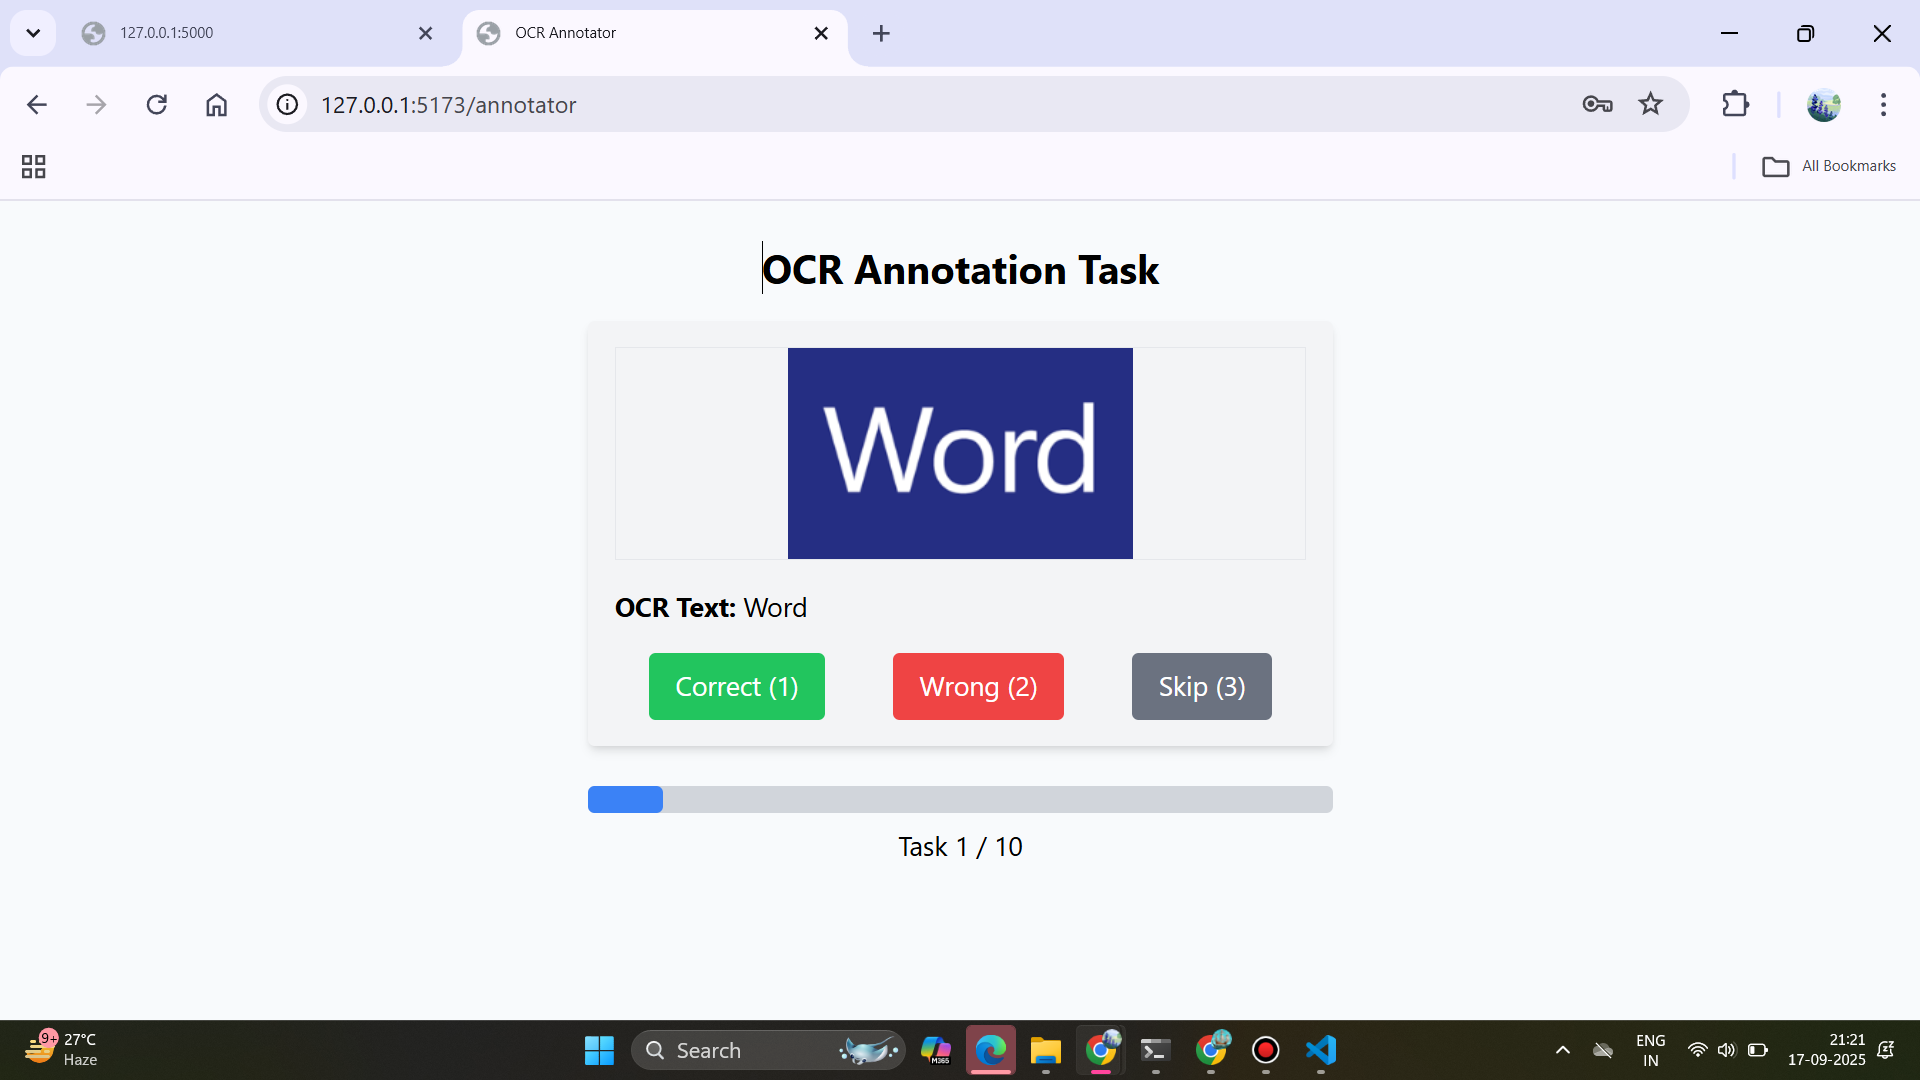 127.0.0.1:5000
OCR Annotator
127.0.0.1:5173/annotator
All Bookmarks
OCR Annotation Task
Word
OCR Text: Word
Correct (1)
Wrong (2)
Skip (3)
Task 1 / 10
9+
27°C
Haze
Search
M365
ENG
IN
21:21
17-09-2025